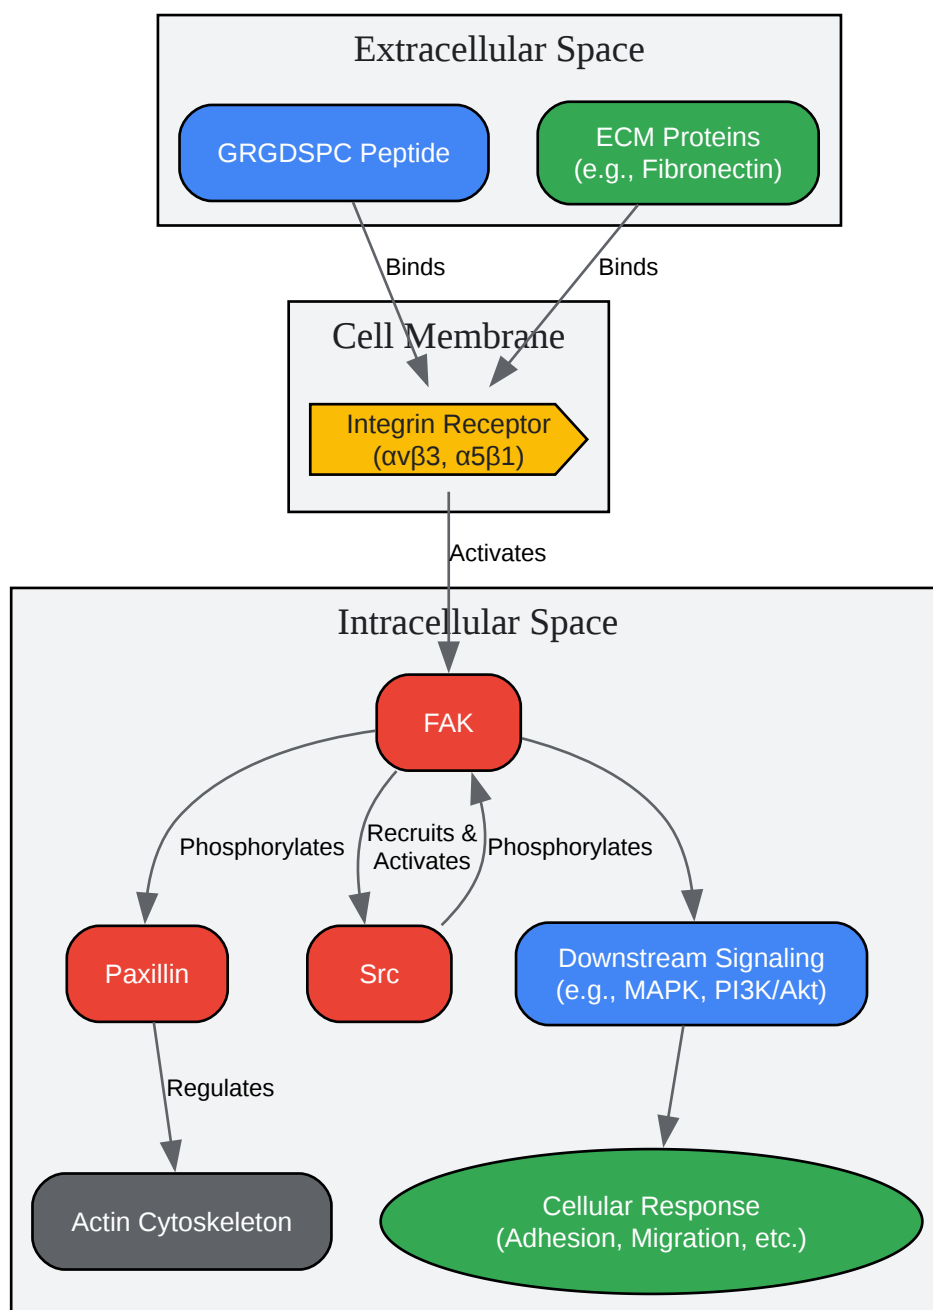 Extracellular Space
GRGDSPC Peptide
ECM Proteins
(e.g., Fibronectin)
Binds
Binds
Cell Membrane
Integrin Receptor
(αvβ3, α5β1)
Activates
Intracellular Space
FAK
Phosphorylates
Recruits &
Activates
Phosphorylates
Paxillin
Src
Downstream Signaling
(e.g., MAPK, PI3K/Akt)
Regulates
Actin Cytoskeleton
Cellular Response
(Adhesion, Migration, etc.)